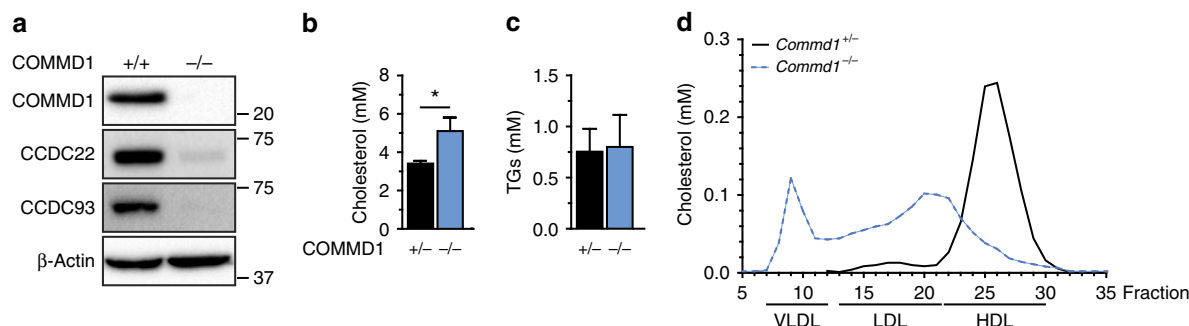 a
COMMD1 +/+ –/–
COMMD1
20
75
CCDC22
75
CCDC93
β-Actin
37
b
Cholesterol (mM)
8
6
4
2
0
*
COMMD1 +/– –/–
c
TGs (mM)
1.5
1.0
0.5
0.0
+/– –/–
d
Cholesterol (mM)
0.3
0.2
0.1
0.0
Commd1+/–
Commd1–/–
5 10 15 20 25 30 35 Fraction
VLDL LDL HDL